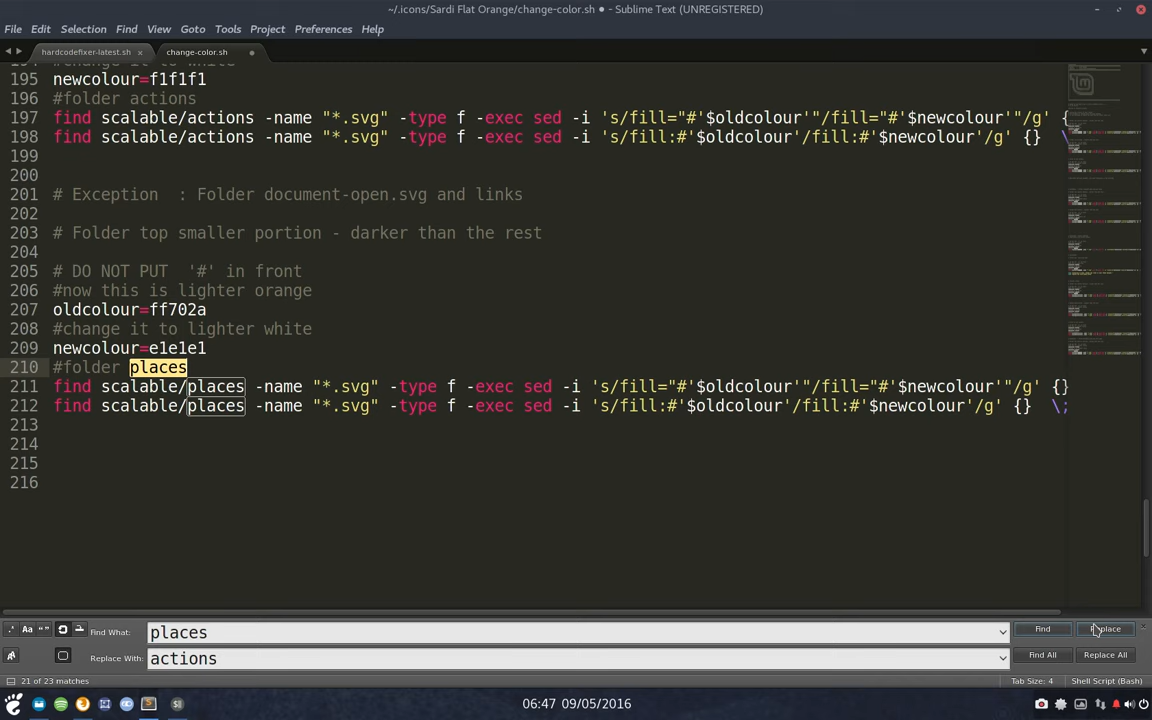 ~/.icons/Sardi Flat Orange/change-color.sh • - Sublime Text (UNREGISTERED)
File Edit Selection Find View Goto Tools Project Preferences Help
hardcodefixer-latest.sh × change-color.sh
195 newcolour=f1f1f1
196 #folder actions
197 find scalable/actions -name "*.svg" -type f -exec sed -i 's/fill="#'$oldcolour'"/fill="#'$newcolour'"/g' {
198 find scalable/actions -name "*.svg" -type f -exec sed -i 's/fill:#'$oldcolour'/fill:#'$newcolour'/g' {} \
199
200
201 # Exception : Folder document-open.svg and links
202
203 # Folder top smaller portion - darker than the rest
204
205 # DO NOT PUT '#' in front
206 #now this is lighter orange
207 oldcolour=ff702a
208 #change it to lighter white
209 newcolour=e1e1e1
210 #folder places
211 find scalable/places -name "*.svg" -type f -exec sed -i 's/fill="#'$oldcolour'"/fill="#'$newcolour'"/g' {}
212 find scalable/places -name "*.svg" -type f -exec sed -i 's/fill:#'$oldcolour'/fill:#'$newcolour'/g' {} \;
213
214
215
216
.* Aa “” Find What: places Find Replace
Replace With: actions Find All Replace All
21 of 23 matches Tab Size: 4 Shell Script (Bash)
06:47 09/05/2016